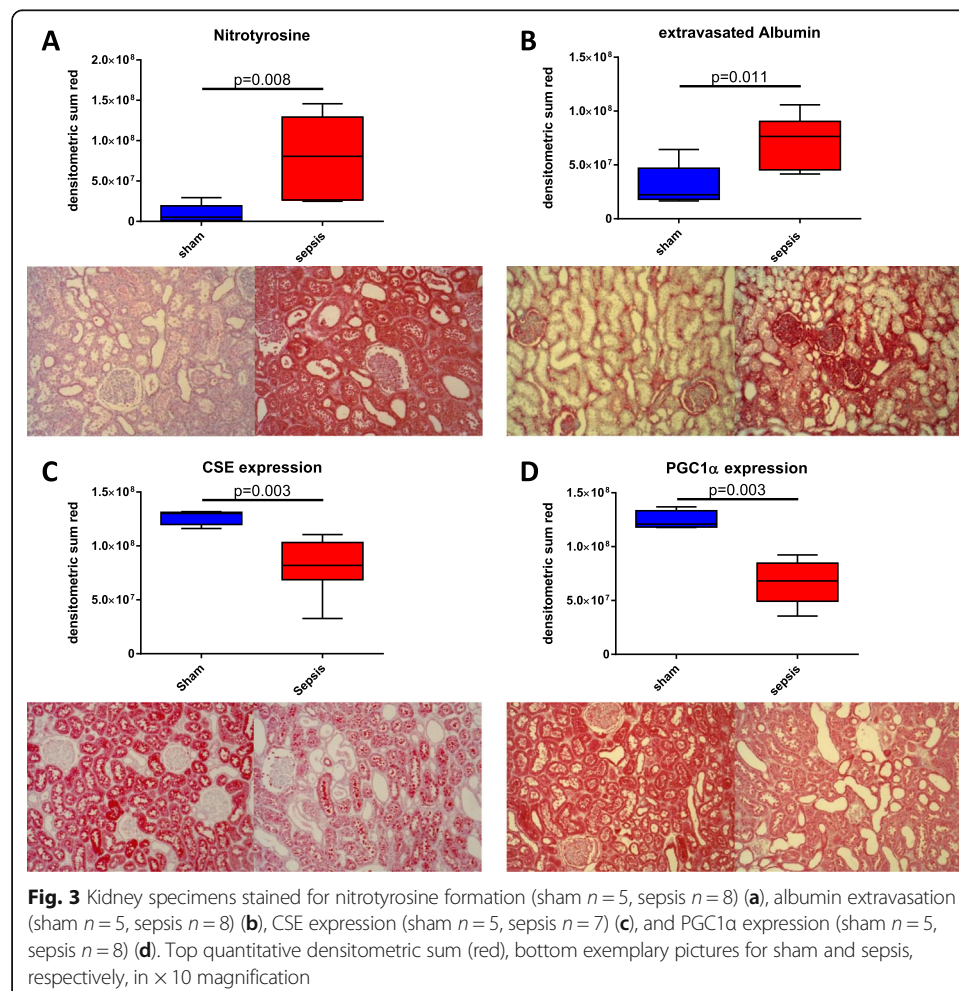 A
Nitrotyrosine
densitometric sum red
2.0×10⁸
1.5×10⁸
1.0×10⁸
5.0×10⁷
0
p=0.008
sham
sepsis
B
extravasated Albumin
densitometric sum red
1.5×10⁸
1.0×10⁸
5.0×10⁷
0
p=0.011
sham
sepsis
C
CSE expression
densitometric sum red
1.5×10⁸
1.0×10⁸
5.0×10⁷
0
p=0.003
Sham
Sepsis
D
PGC1α expression
densitometric sum red
1.5×10⁸
1.0×10⁸
5.0×10⁷
0
p=0.003
sham
sepsis
Fig. 3 Kidney specimens stained for nitrotyrosine formation (sham n = 5, sepsis n = 8) (a), albumin extravasation
(sham n = 5, sepsis n = 8) (b), CSE expression (sham n = 5, sepsis n = 7) (c), and PGC1α expression (sham n = 5,
sepsis n = 8) (d). Top quantitative densitometric sum (red), bottom exemplary pictures for sham and sepsis,
respectively, in × 10 magnification